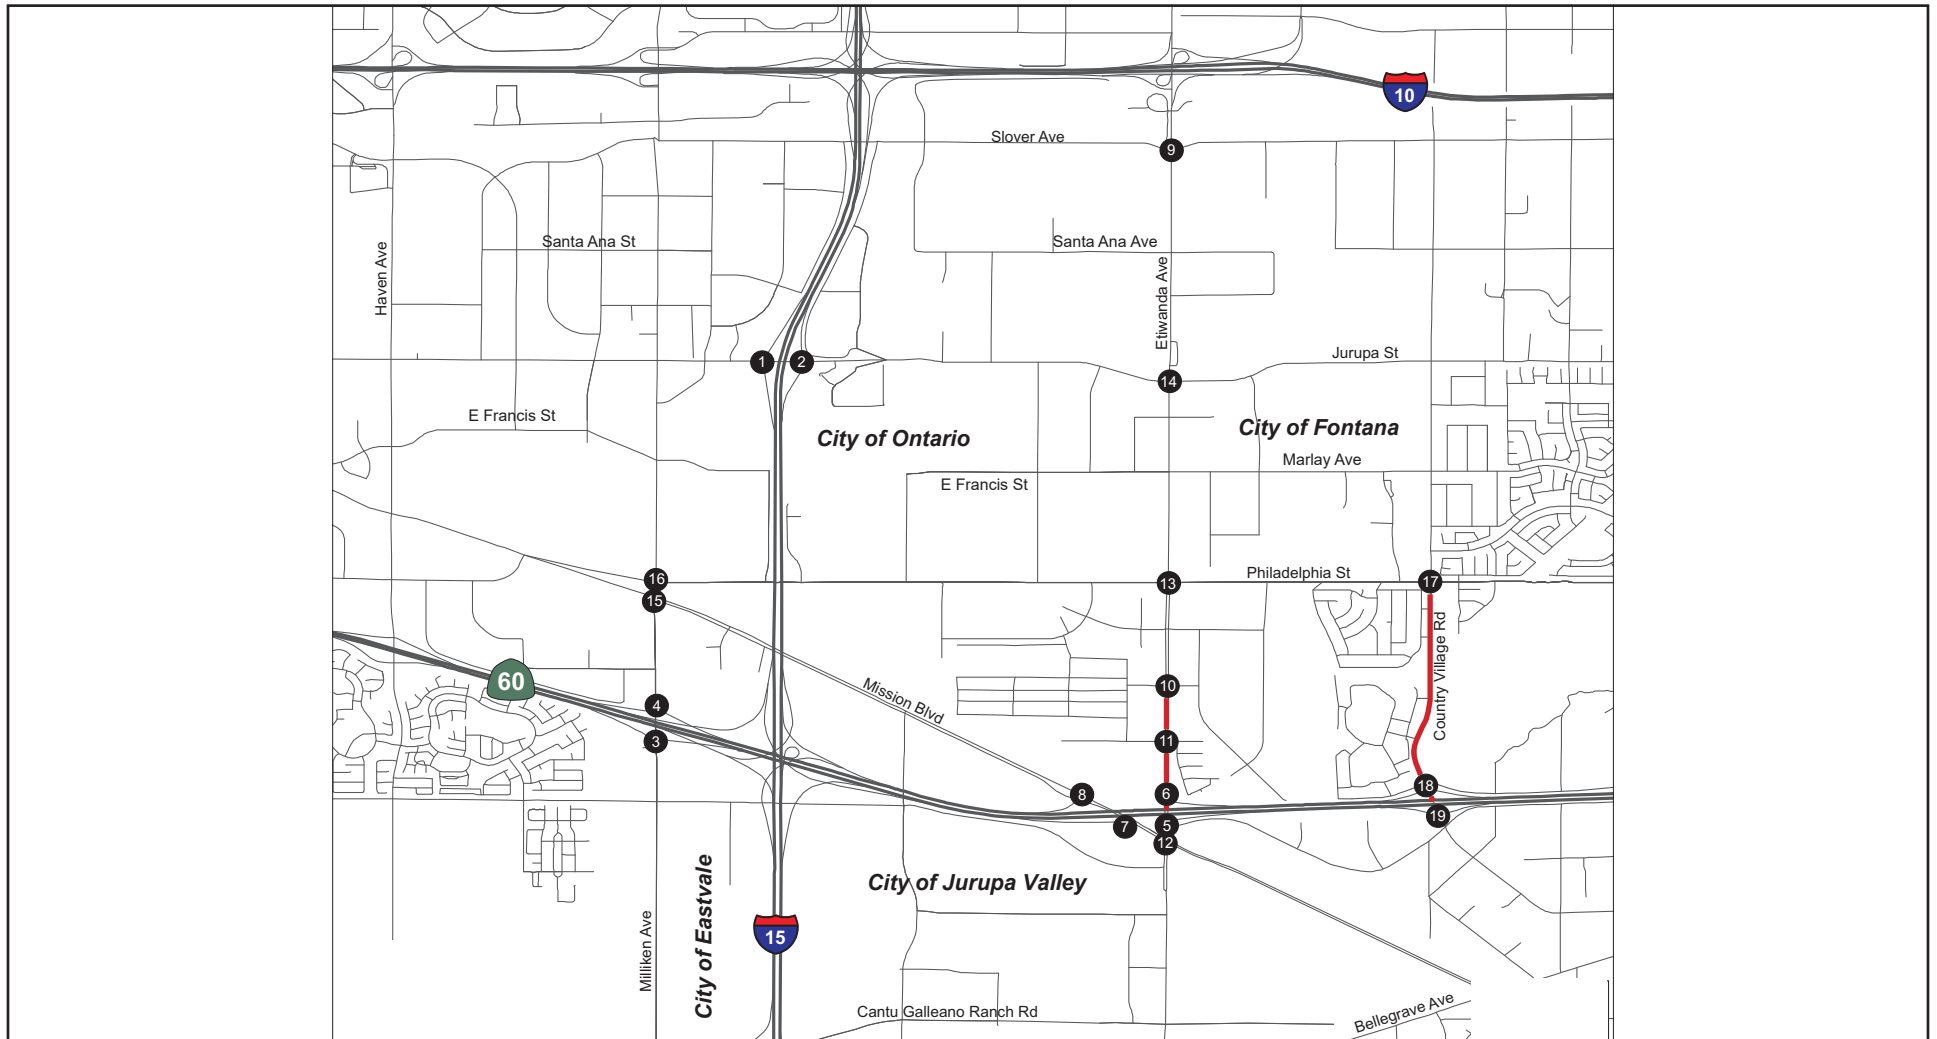 10
Slover Ave
9
Santa Ana St
Santa Ana Ave
Haven Ave
Etiwanda Ave
1
2
Jurupa St
14
E Francis St
City of Ontario
City of Fontana
Marlay Ave
E Francis St
16
13
Philadelphia St
17
15
Country Village Rd
60
10
Mission Blvd
4
3
11
18
8
6
19
7
5
12
City of Jurupa Valley
City of Eastvale
15
Milliken Ave
Cantu Galleano Ranch Rd
Bellegrave Ave